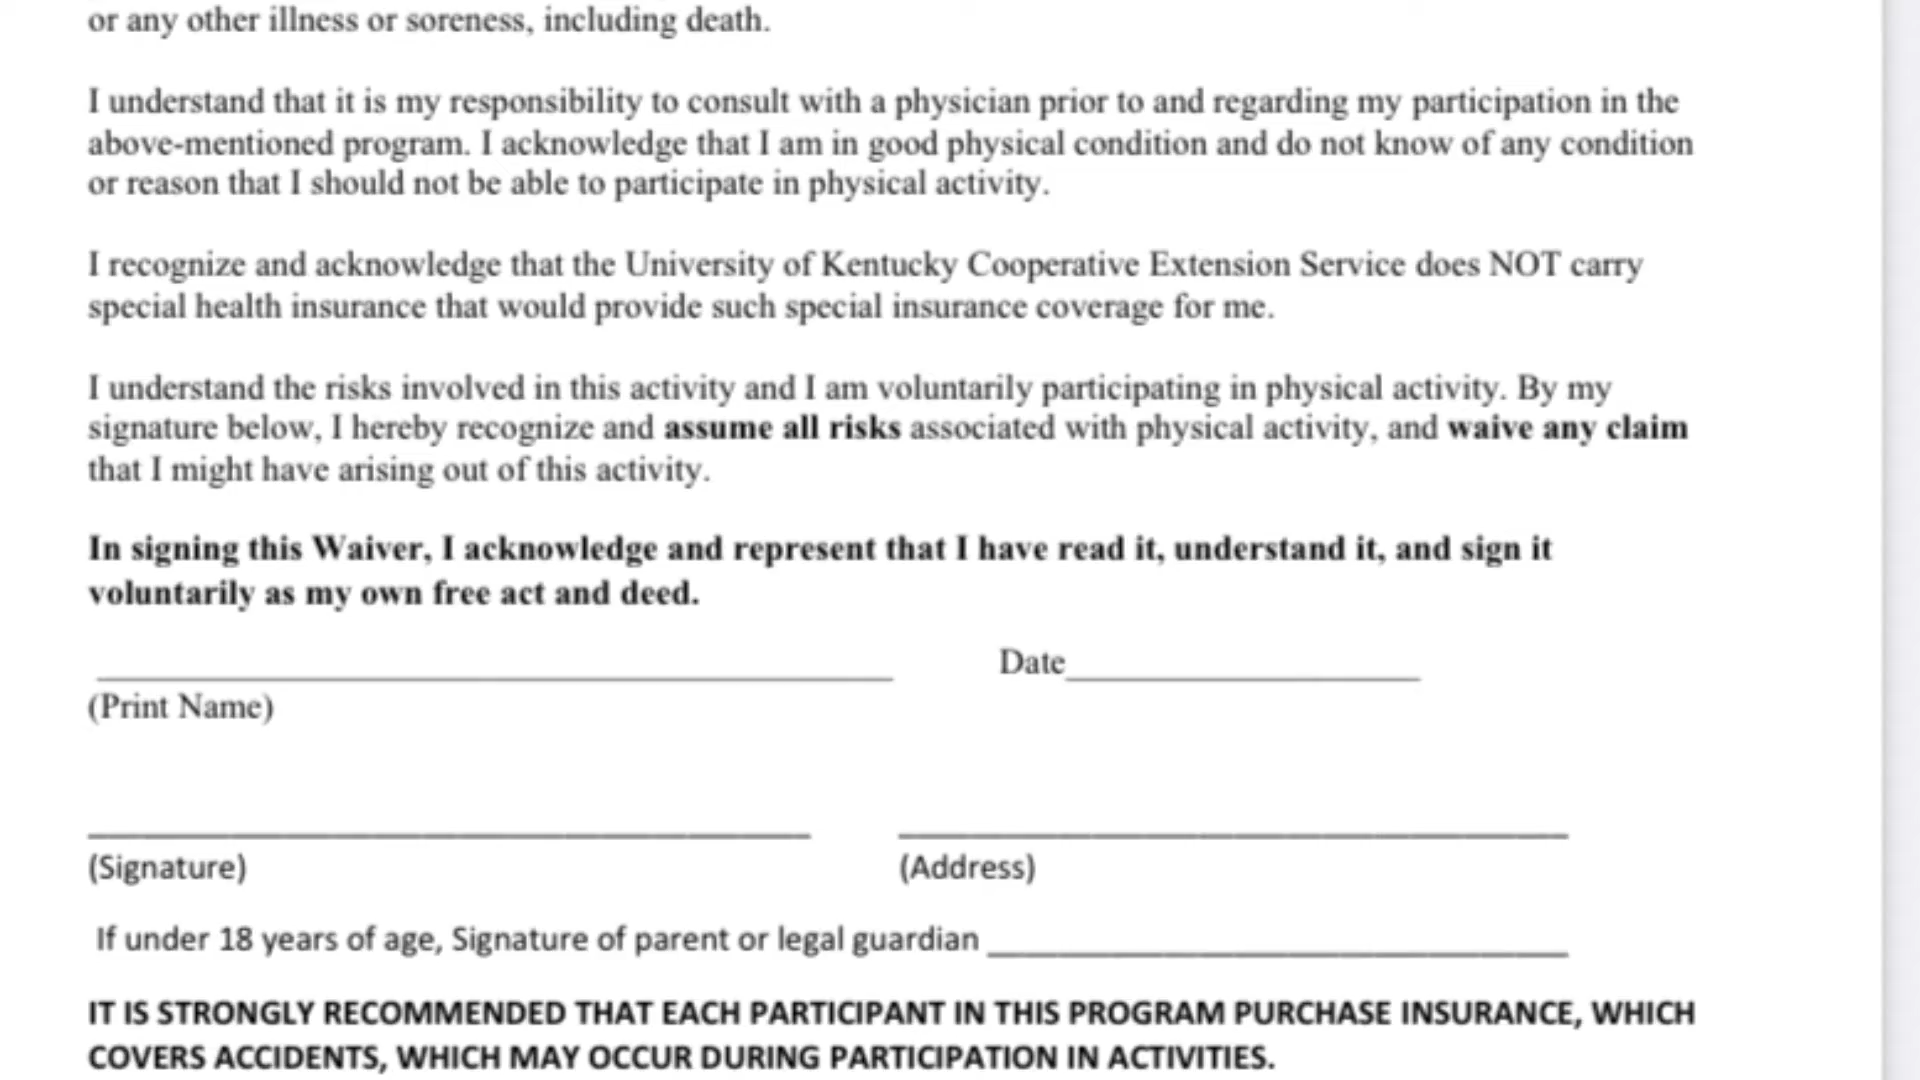 or any other illness or soreness, including death.
I understand that it is my responsibility to consult with a physician prior to and regarding my participation in the
above-mentioned program. I acknowledge that I am in good physical condition and do not know of any condition
or reason that I should not be able to participate in physical activity.
I recognize and acknowledge that the University of Kentucky Cooperative Extension Service does NOT carry
special health insurance that would provide such special insurance coverage for me.
I understand the risks involved in this activity and I am voluntarily participating in physical activity. By my
signature below, I hereby recognize and assume all risks associated with physical activity, and waive any claim
that I might have arising out of this activity.
In signing this Waiver, I acknowledge and represent that I have read it, understand it, and sign it
voluntarily as my own free act and deed.
Date
(Print Name)
(Signature) (Address)
If under 18 years of age, Signature of parent or legal guardian
IT IS STRONGLY RECOMMENDED THAT EACH PARTICIPANT IN THIS PROGRAM PURCHASE INSURANCE, WHICH
COVERS ACCIDENTS, WHICH MAY OCCUR DURING PARTICIPATION IN ACTIVITIES.